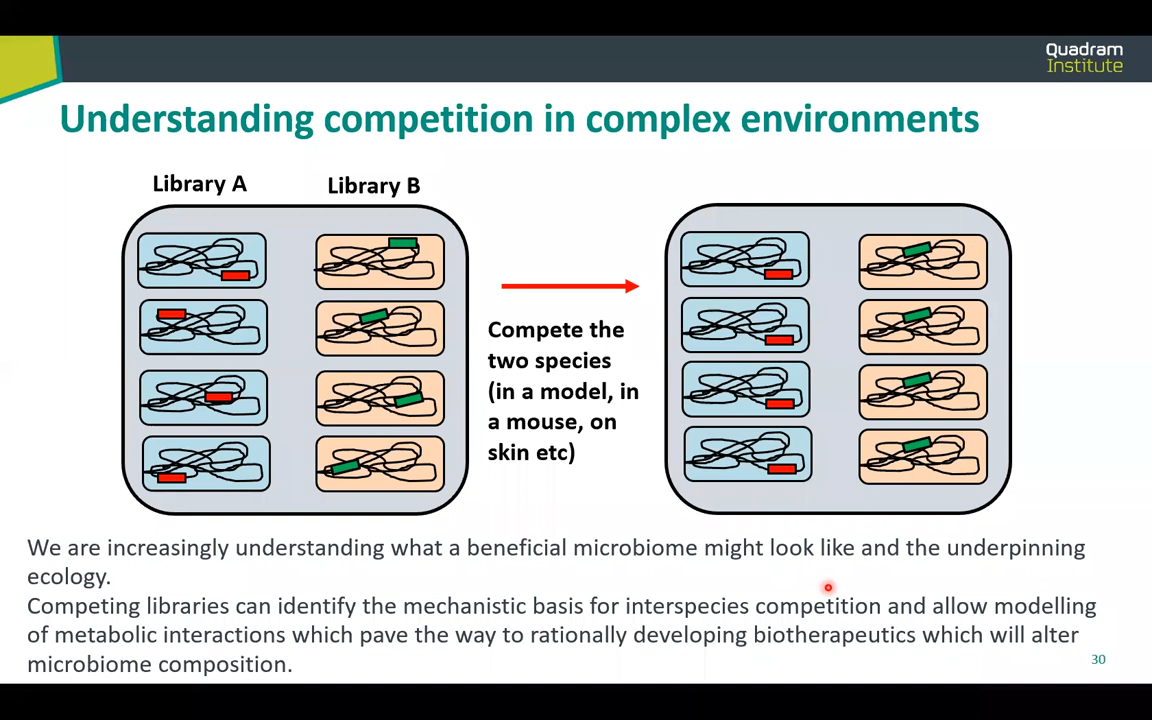 Quadram
Institute
Understanding competition in complex environments
Library A
Library B
Compete the
two species
(in a model, in
a mouse, on
skin etc)
We are increasingly understanding what a beneficial microbiome might look like and the underpinning
ecology.
Competing libraries can identify the mechanistic basis for interspecies competition and allow modelling
of metabolic interactions which pave the way to rationally developing biotherapeutics which will alter
microbiome composition.
30